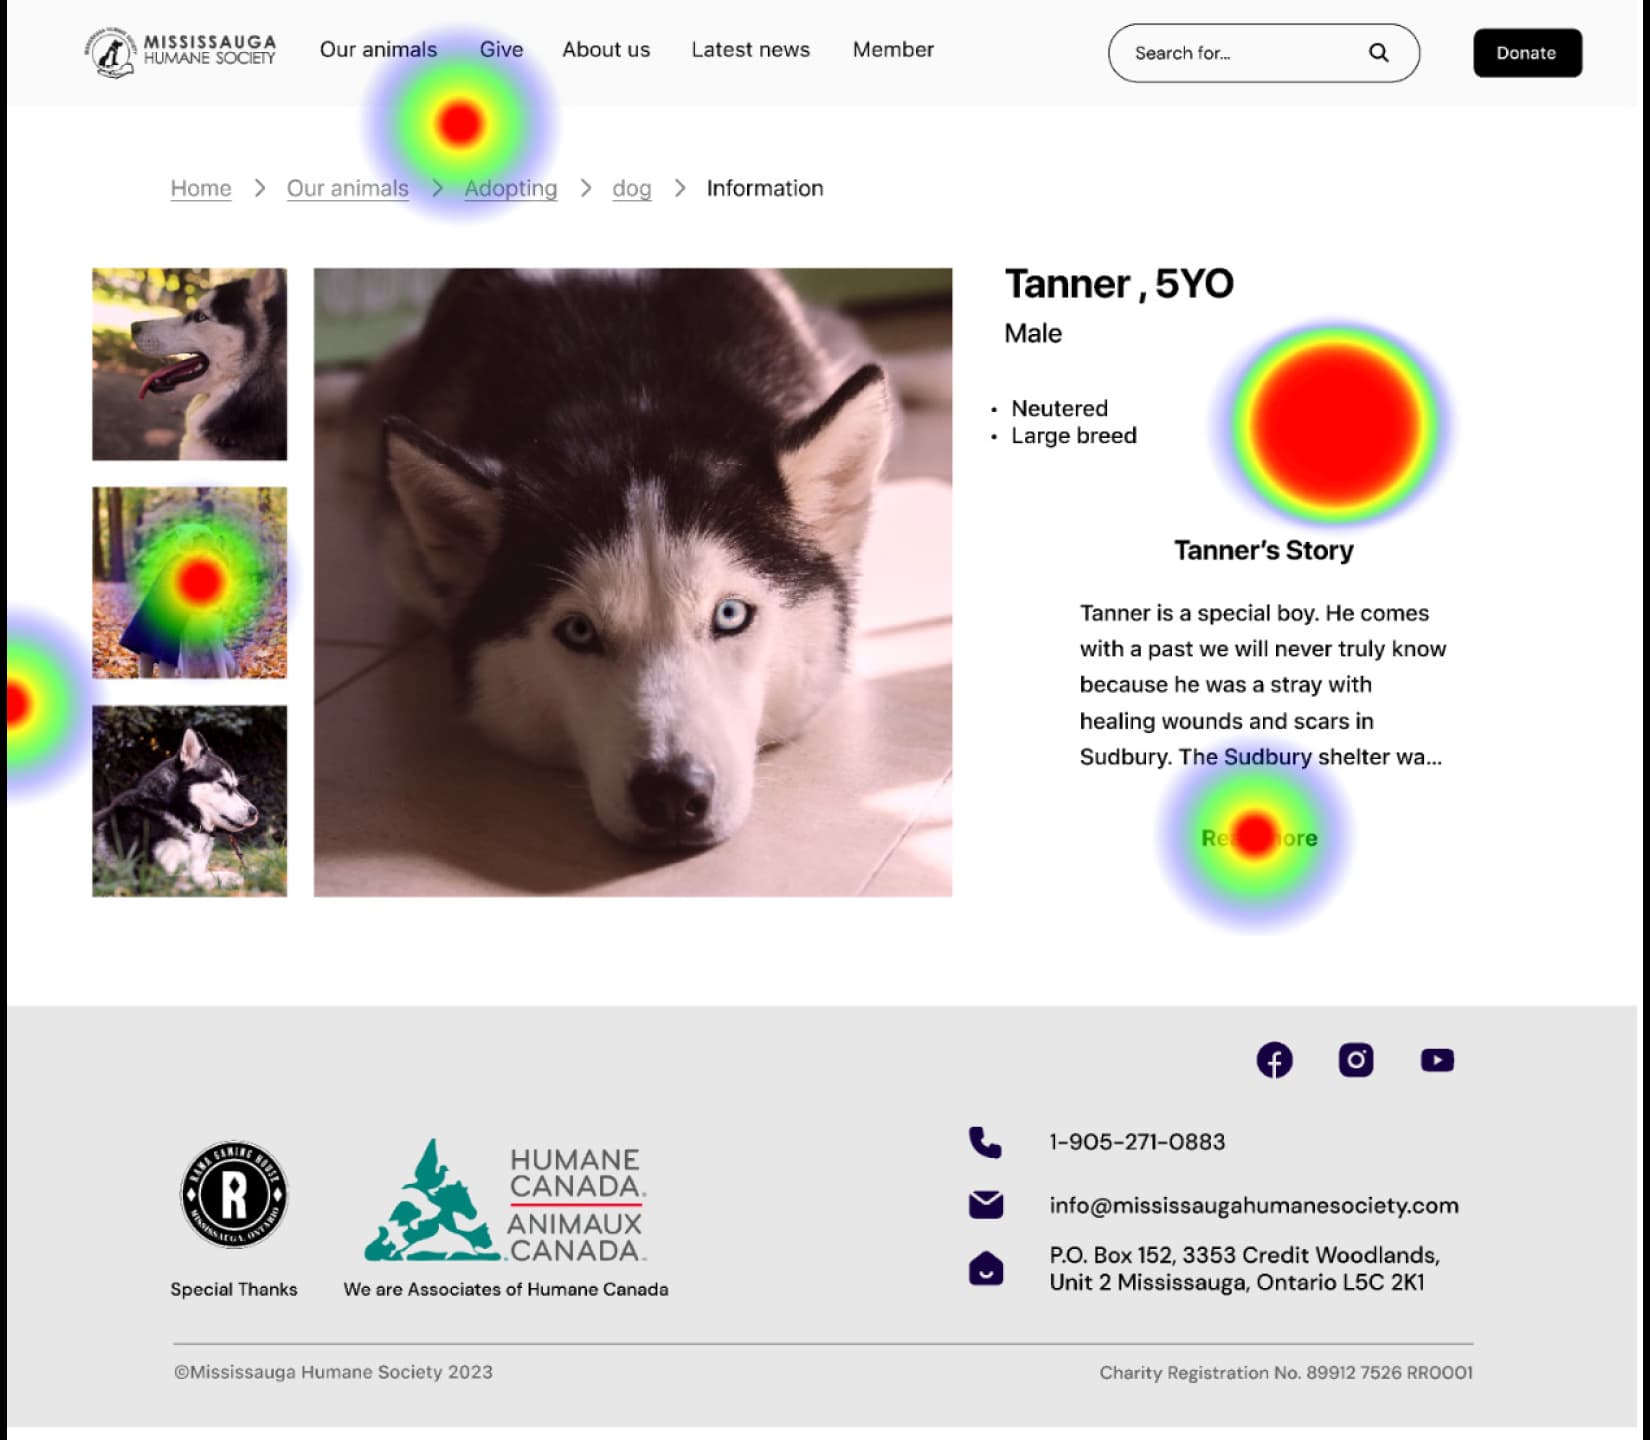 MISSISSAUGA
HUMANE SOCIETY
Our animals
Give
About us
Latest news
Member
Search for...
Donate
Home > Our animals > Adopting > dog > Information
Tanner , 5YO
Male
• Neutered
• Large breed
Tanner's Story
Tanner is a special boy. He comes
with a past we will never truly know
because he was a stray with
healing wounds and scars in
Sudbury. The Sudbury shelter wa...
1-905-271-0883
info@mississaugahumanesociety.com
P.O. Box 152, 3353 Credit Woodlands,
Unit 2 Mississauga, Ontario L5C 2K1
RAMA GAMING HOUSE
R
MISSISSAUGA, ONTARIO
Special Thanks
HUMANE
CANADA
ANIMAUX
CANADA
We are Associates of Humane Canada
©Mississauga Humane Society 2023
Charity Registration No. 89912 7526 RR0001